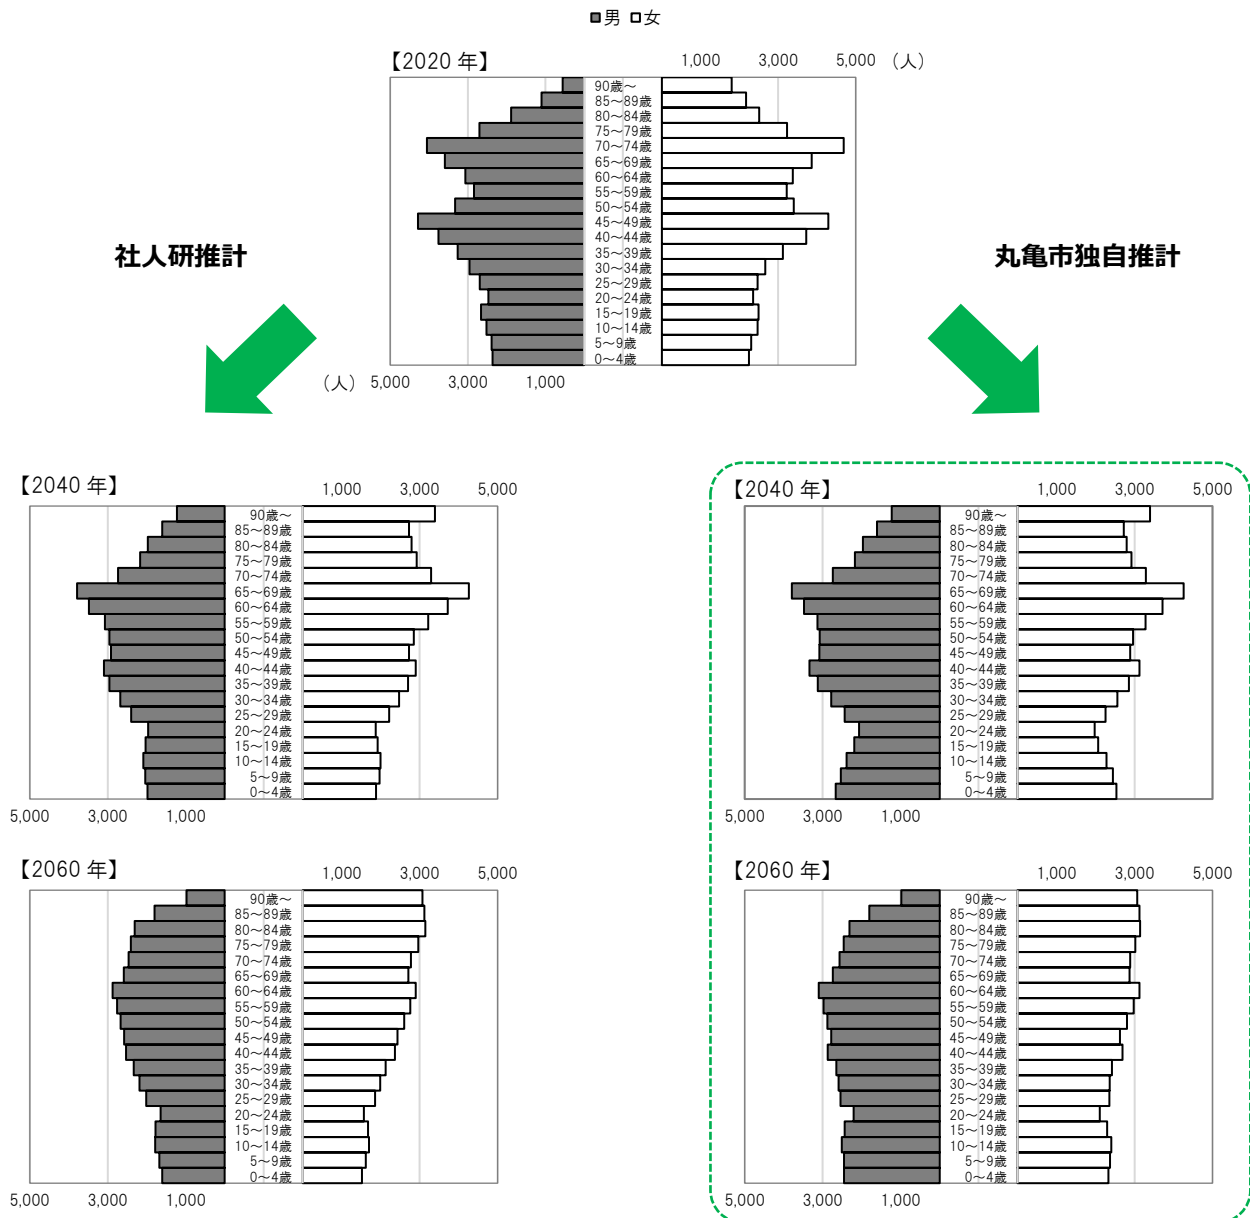 男 女
【2020 年】
1,000 3,000 5,000 （人）
90歳～
85～89歳
80～84歳
75～79歳
70～74歳
65～69歳
60～64歳
55～59歳
50～54歳
45～49歳
40～44歳
35～39歳
30～34歳
25～29歳
20～24歳
15～19歳
10～14歳
5～9歳
0～4歳
（人） 5,000 3,000 1,000
社人研推計
丸亀市独自推計
【2040 年】
1,000 3,000 5,000
90歳～
85～89歳
80～84歳
75～79歳
70～74歳
65～69歳
60～64歳
55～59歳
50～54歳
45～49歳
40～44歳
35～39歳
30～34歳
25～29歳
20～24歳
15～19歳
10～14歳
5～9歳
0～4歳
5,000 3,000 1,000
【2060 年】
1,000 3,000 5,000
90歳～
85～89歳
80～84歳
75～79歳
70～74歳
65～69歳
60～64歳
55～59歳
50～54歳
45～49歳
40～44歳
35～39歳
30～34歳
25～29歳
20～24歳
15～19歳
10～14歳
5～9歳
0～4歳
5,000 3,000 1,000
【2040 年】
1,000 3,000 5,000
90歳～
85～89歳
80～84歳
75～79歳
70～74歳
65～69歳
60～64歳
55～59歳
50～54歳
45～49歳
40～44歳
35～39歳
30～34歳
25～29歳
20～24歳
15～19歳
10～14歳
5～9歳
0～4歳
5,000 3,000 1,000
【2060 年】
1,000 3,000 5,000
90歳～
85～89歳
80～84歳
75～79歳
70～74歳
65～69歳
60～64歳
55～59歳
50～54歳
45～49歳
40～44歳
35～39歳
30～34歳
25～29歳
20～24歳
15～19歳
10～14歳
5～9歳
0～4歳
5,000 3,000 1,000